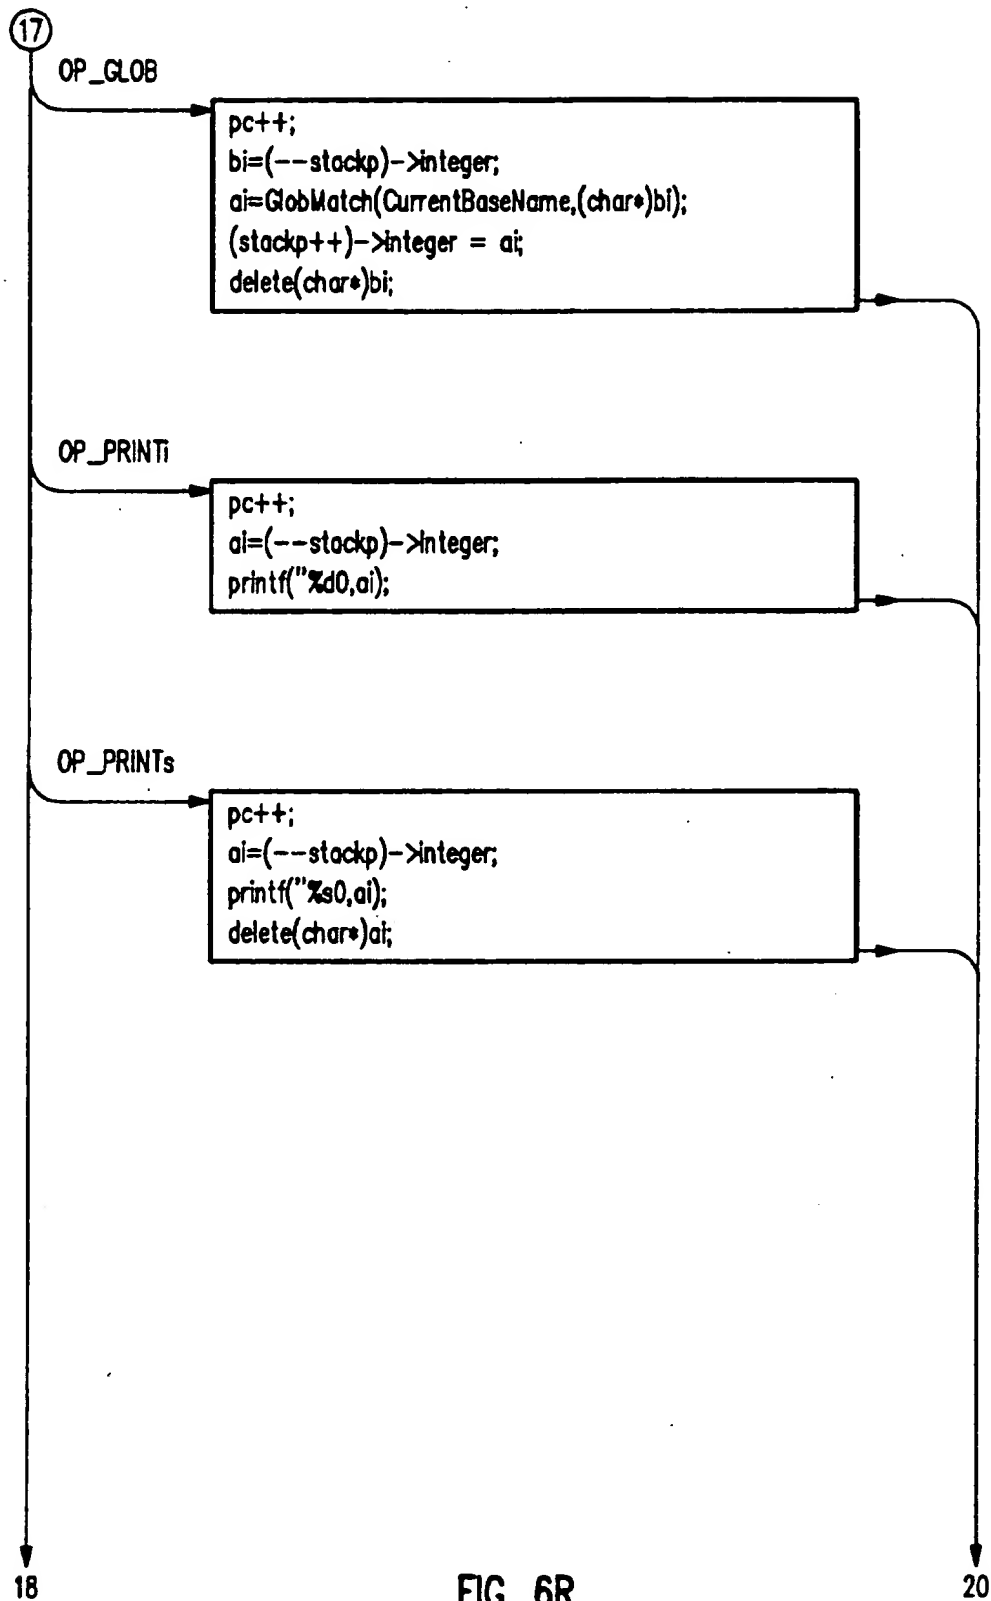 17
OP_GLOB
pc++;
bi=(--stackp)->integer;
ai=GlobMatch(CurrentBaseName,(char*)bi);
(stackp++)->integer = ai;
delete(char*)bi;
OP_PRINTi
pc++;
ai=(--stackp)->integer;
printf("%d0,ai);
OP_PRINTs
pc++;
ai=(--stackp)->integer;
printf("%s0,ai);
delete(char*)ai;
18
FIG. 6R
20